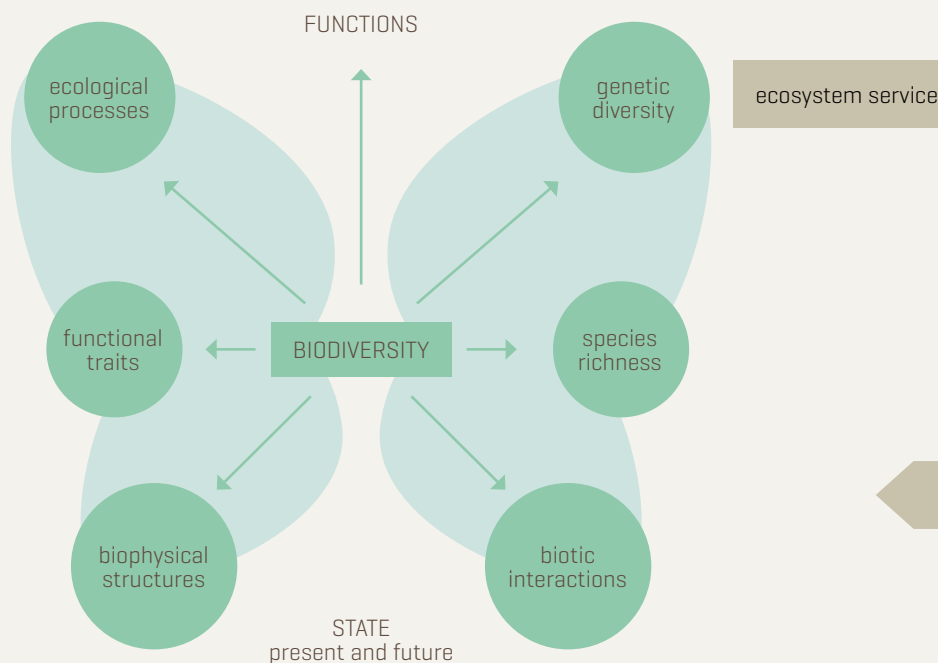 FUNCTIONS
ecological
processes
genetic
diversity
ecosystem service
functional
traits
BIODIVERSITY
species
richness
biophysical
structures
biotic
interactions
STATE
present and future